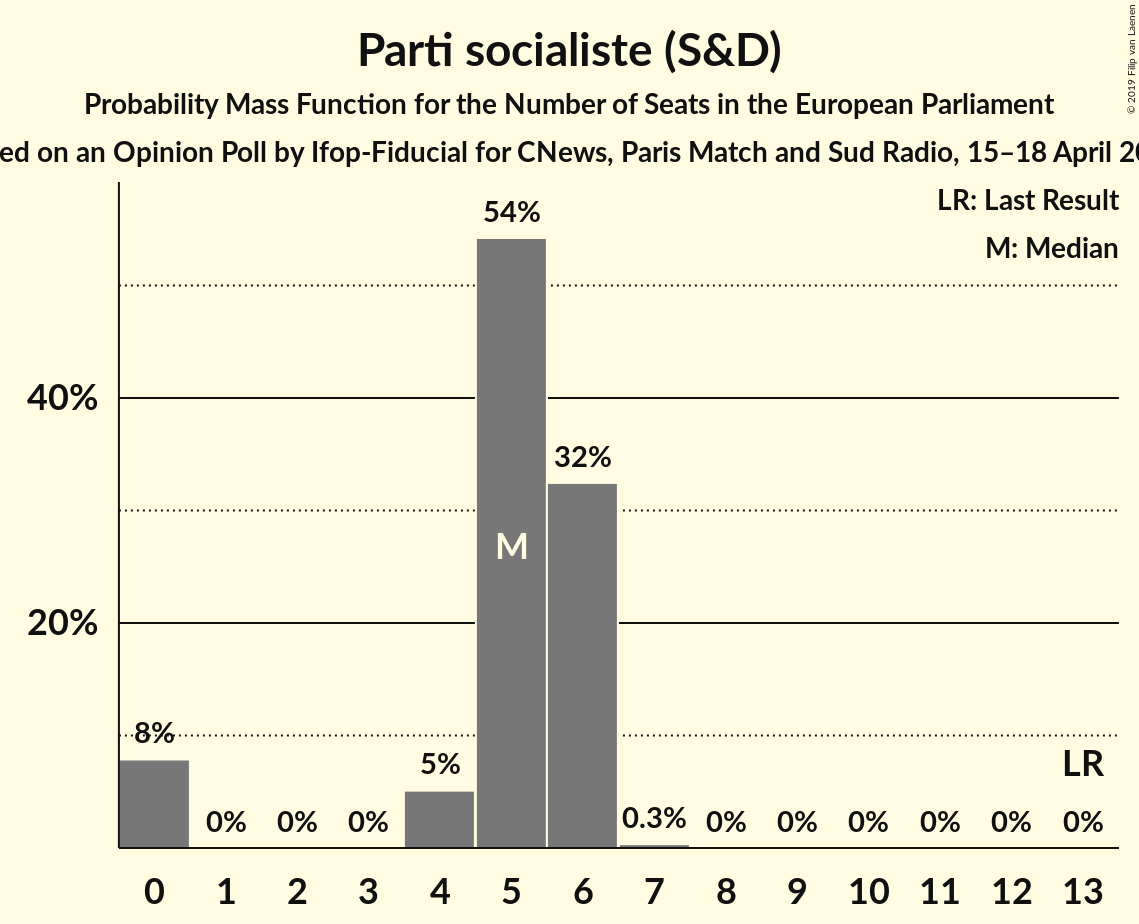 Parti socialiste (S&D)
Probability Mass Function for the Number of Seats in the European Parliament
ed on an Opinion Poll by Ifop-Fiducial for CNews, Paris Match and Sud Radio, 15–18 April 20
© 2019 Filip van Laenen
LR: Last Result
M: Median
54%
40%
32%
M
20%
8%
5%
LR
0% 0% 0% 0.3% 0% 0% 0% 0% 0% 0%
0 1 2 3 4 5 6 7 8 9 10 11 12 13